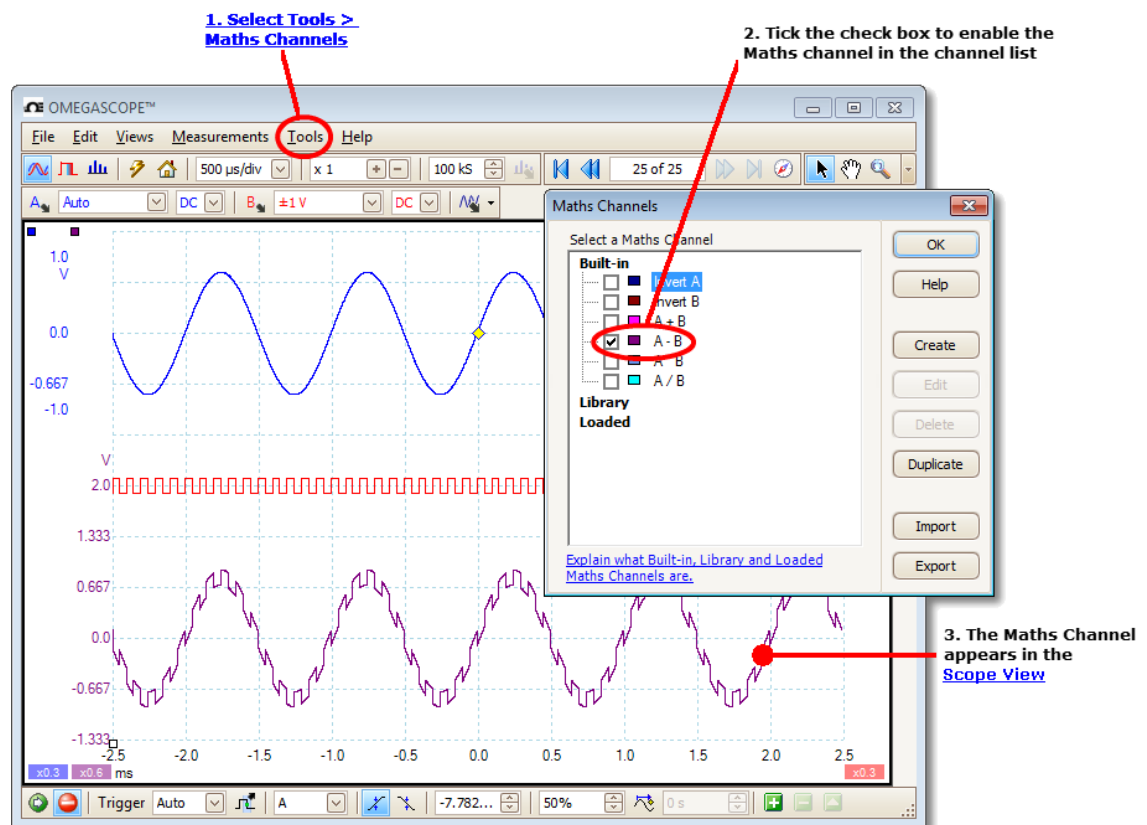 1. Select Tools >
Maths Channels
2. Tick the check box to enable the
Maths channel in the channel list
OMEGASCOPE™
File Edit Views Measurements Tools Help
500 µs/div x 1 + - 100 kS 25 of 25
A Auto DC B ±1 V DC
Maths Channels
Select a Maths Channel
Built-in
Invert A
Invert B
A + B
A - B
A B
A / B
Library
Loaded
Explain what Built-in, Library and Loaded
Maths Channels are.
OK
Help
Create
Edit
Delete
Duplicate
Import
Export
1.0
V
0.0
-0.667
-1.0
V
2.0
1.333
0.667
0.0
-0.667
-1.333
-2.5 -2.0 -1.5 -1.0 -0.5 0.0 0.5 1.0 1.5 2.0 2.5
x0.3 x0.6 ms x0.3
3. The Maths Channel
appears in the
Scope View
Trigger Auto A -7.782... 50% 0 s